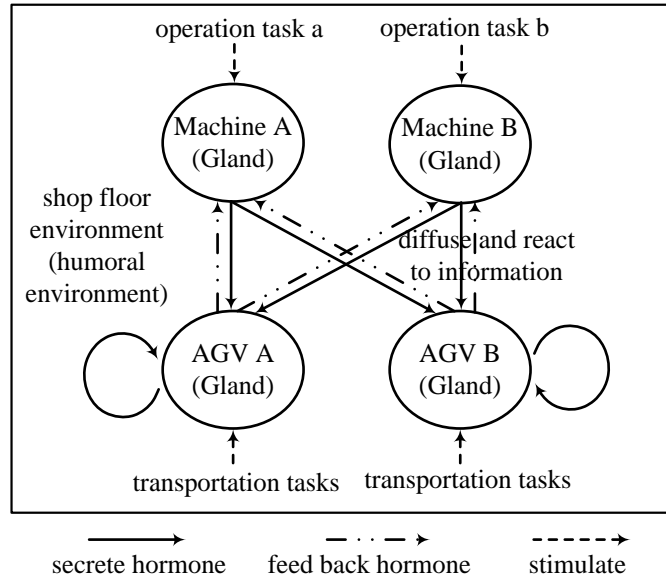 operation task a
operation task b
Machine A
(Gland)
Machine B
(Gland)
shop floor
environment
(humoral
environment)
diffuse and react
to information
AGV A
(Gland)
AGV B
(Gland)
transportation tasks
transportation tasks
secrete hormone
feed back hormone
stimulate